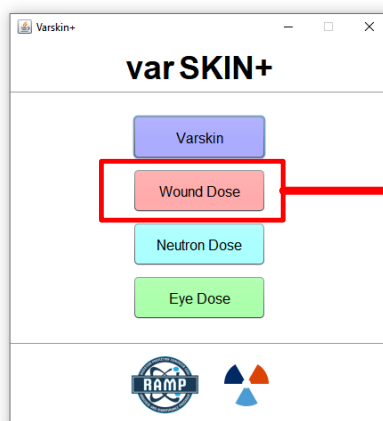 Varskin+
var SKIN+
Varskin
Wound Dose
Neutron Dose
Eye Dose
RAMP